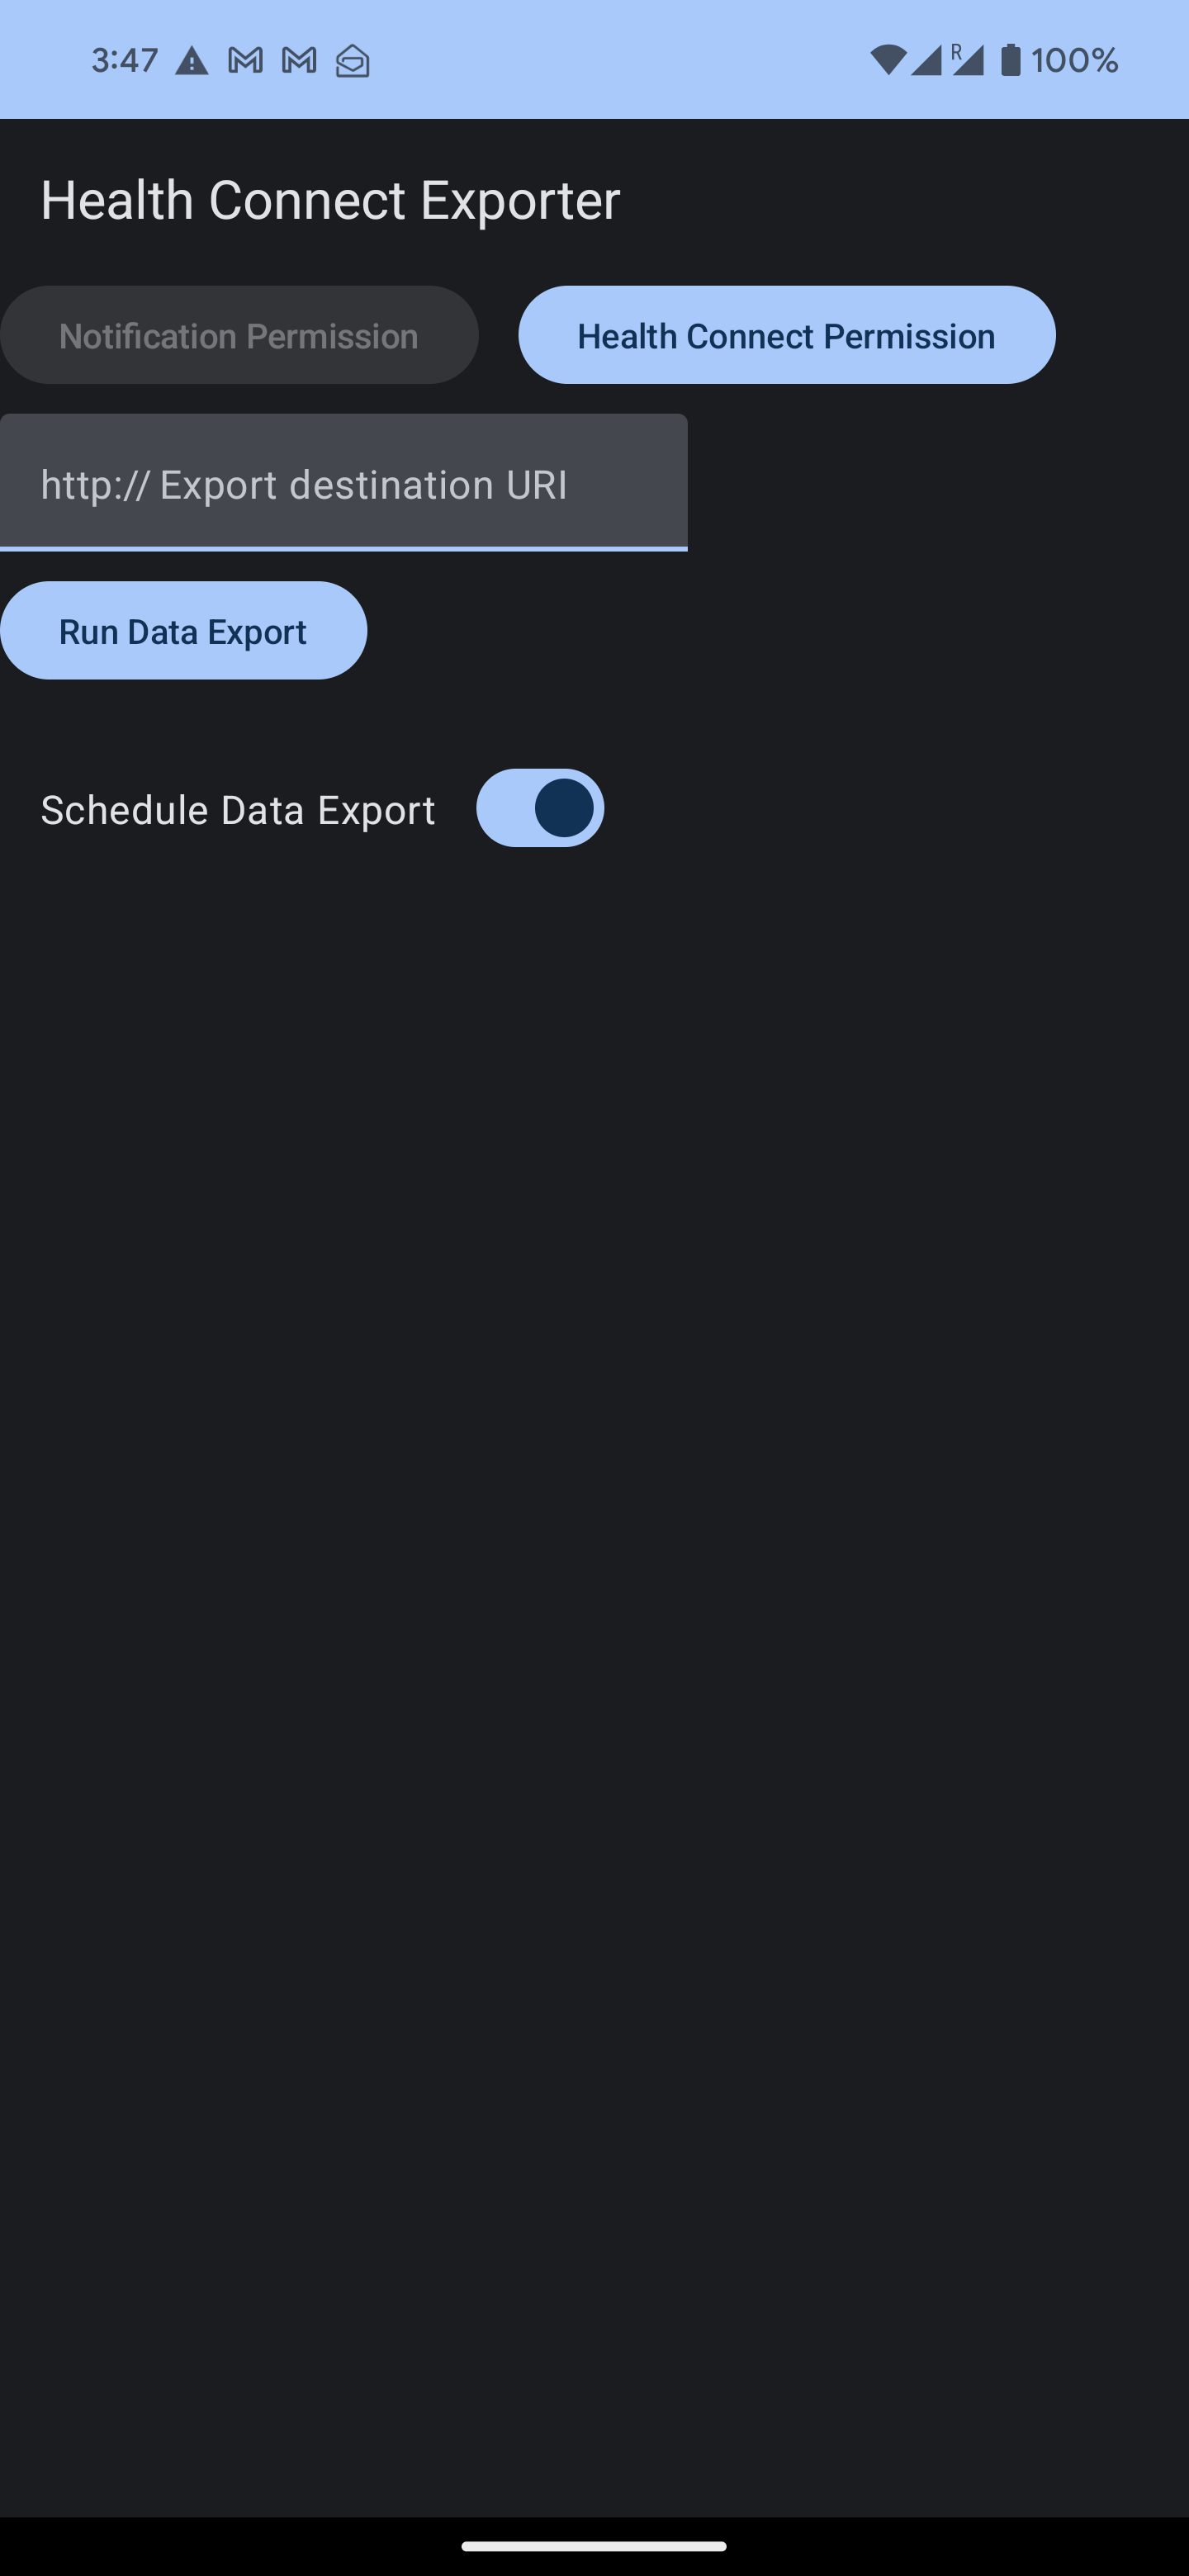 3:47 R 100%
Health Connect Exporter
Notification Permission Health Connect Permission
http:// Export destination URI
Run Data Export
Schedule Data Export